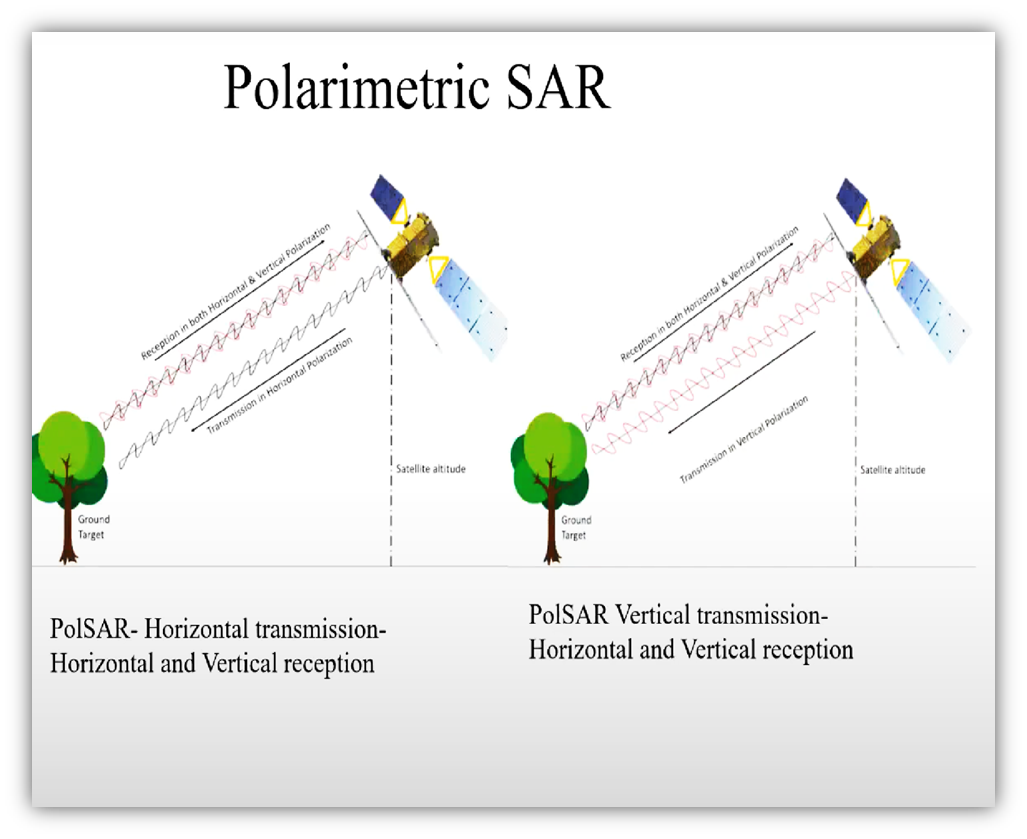 Polarimetric SAR
Reception in both Horizontal & Vertical Polarization
Transmission in Horizontal Polarization
Satellite altitude
Ground
Target
PolSAR- Horizontal transmission-
Horizontal and Vertical reception
Reception in both Horizontal & Vertical Polarization
Transmission in Vertical Polarization
Satellite altitude
Ground
Target
PolSAR Vertical transmission-
Horizontal and Vertical reception